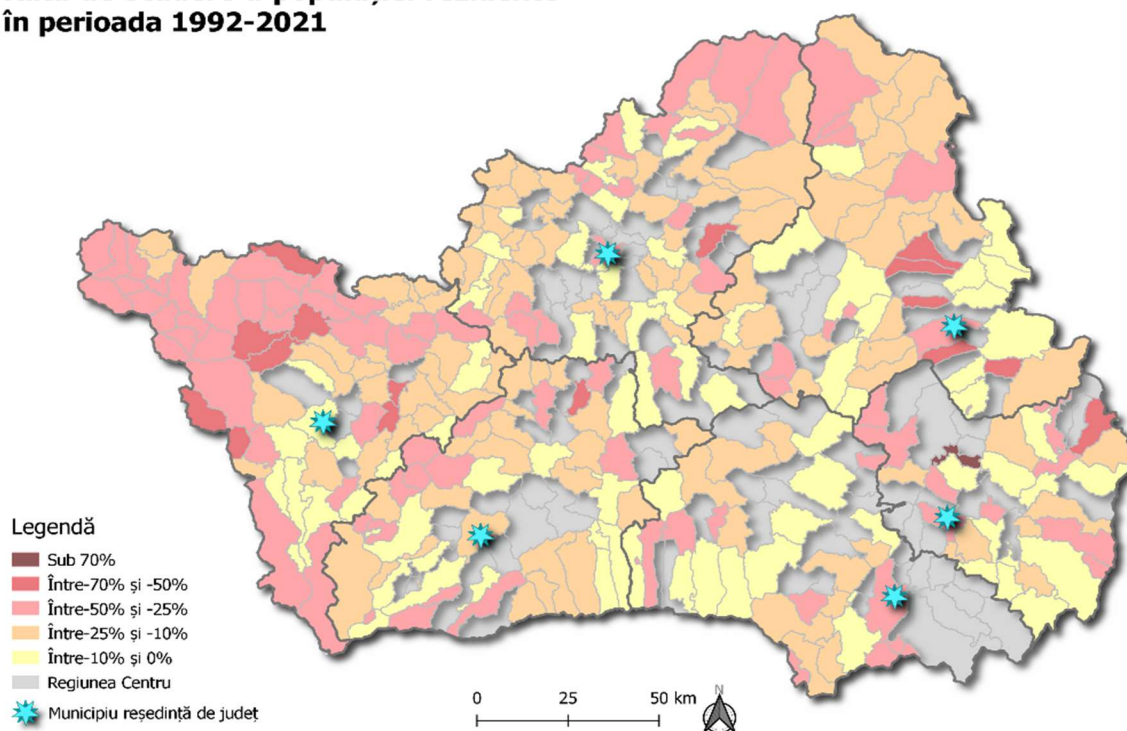 în perioada 1992-2021
Legendă
Sub 70%
Între-70% și -50%
Între-50% și -25%
Între-25% și -10%
Între-10% și 0%
Regiunea Centru
Municipiu reședință de județ
0 25 50 km
N